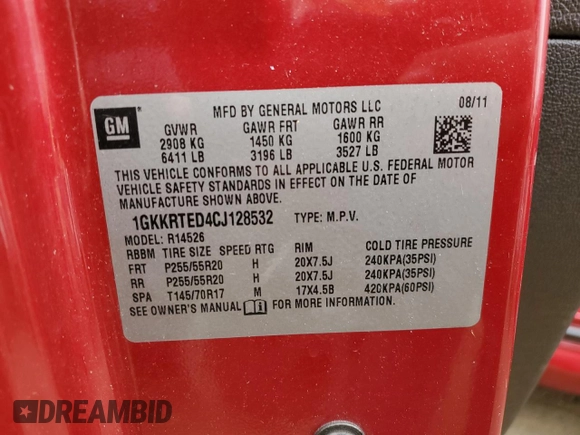 MFD BY GENERAL MOTORS LLC 08/11
GM
GVWR GAWR FRT GAWR RR
2908 KG 1450 KG 1600 KG
6411 LB 3196 LB 3527 LB
THIS VEHICLE CONFORMS TO ALL APPLICABLE U.S. FEDERAL MOTOR
VEHICLE SAFETY STANDARDS IN EFFECT ON THE DATE OF
MANUFACTURE SHOWN ABOVE.
1GKKRTED4CJ128532 TYPE: M.P.V.
MODEL: R14526
RBBM TIRE SIZE SPEED RTG RIM COLD TIRE PRESSURE
FRT P255/55R20 H 20X7.5J 240KPA(35PSI)
RR P255/55R20 H 20X7.5J 240KPA(35PSI)
SPA T145/70R17 M 17X4.5B 420KPA(60PSI)
SEE OWNER'S MANUAL FOR MORE INFORMATION.
DREAMBID